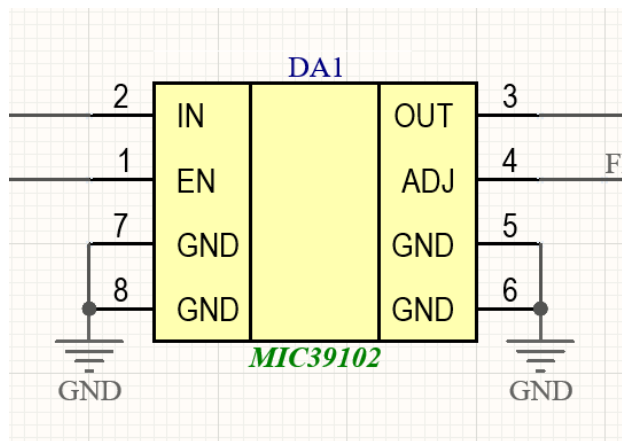 DA1
2 IN OUT 3
1 EN ADJ 4 F
7 GND GND 5
8 GND GND 6
MIC39102
GND GND